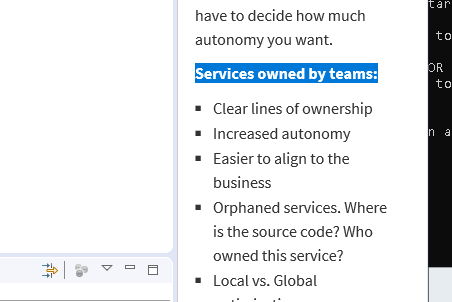 have to decide how much
autonomy you want.
Services owned by teams:
Clear lines of ownership
Increased autonomy
Easier to align to the
business
Orphaned services. Where
is the source code? Who
owned this service?
Local vs. Global
tar
to
OR
to
n a